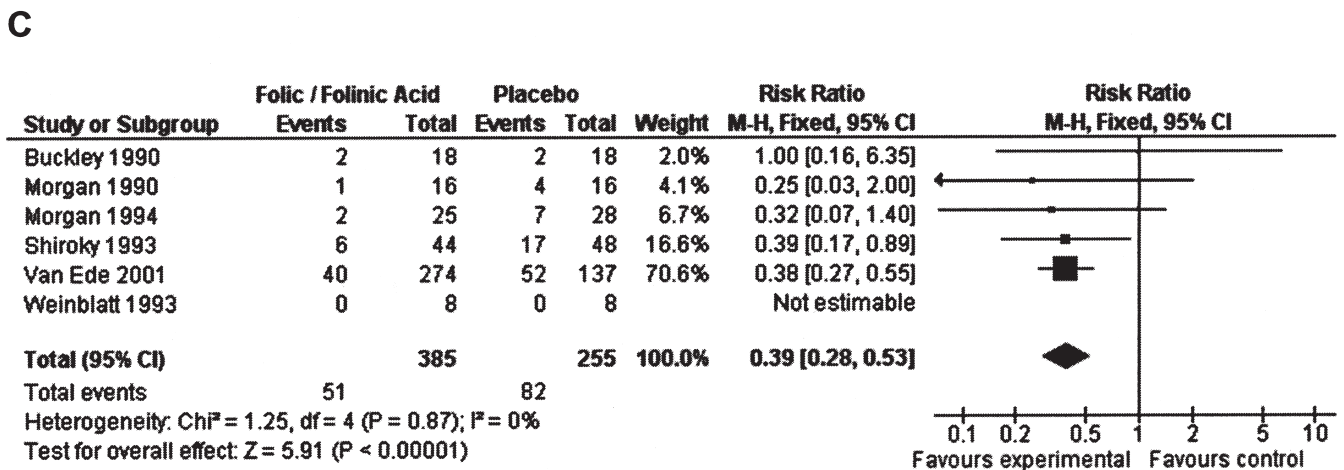 C
Folic / Folinic Acid Placebo Risk Ratio Risk Ratio
Study or Subgroup Events Total Events Total Weight M-H, Fixed, 95% CI M-H, Fixed, 95% CI
Buckley 1990 2 18 2 18 2.0% 1.00 [0.16, 6.35]
Morgan 1990 1 16 4 16 4.1% 0.25 [0.03, 2.00]
Morgan 1994 2 25 7 28 6.7% 0.32 [0.07, 1.40]
Shiroky 1993 6 44 17 48 16.6% 0.39 [0.17, 0.89]
Van Ede 2001 40 274 52 137 70.6% 0.38 [0.27, 0.55]
Weinblatt 1993 0 8 0 8 Not estimable
Total (95% CI) 385 255 100.0% 0.39 [0.28, 0.53]
Total events 51 82
Heterogeneity: Chi² = 1.25, df = 4 (P = 0.87); I² = 0%
Test for overall effect: Z = 5.91 (P < 0.00001)
0.1 0.2 0.5 1 2 5 10
Favours experimental Favours control